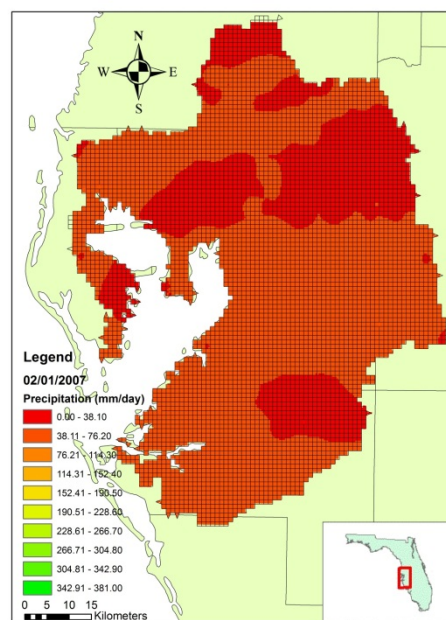 N
W E
S
Legend
02/01/2007
Precipitation (mm/day)
0.00 - 38.10
38.11 - 76.20
76.21 - 114.30
114.31 - 152.40
152.41 - 190.50
190.51 - 228.60
228.61 - 266.70
266.71 - 304.80
304.81 - 342.90
342.91 - 381.00
0 5 10 15
Kilometers